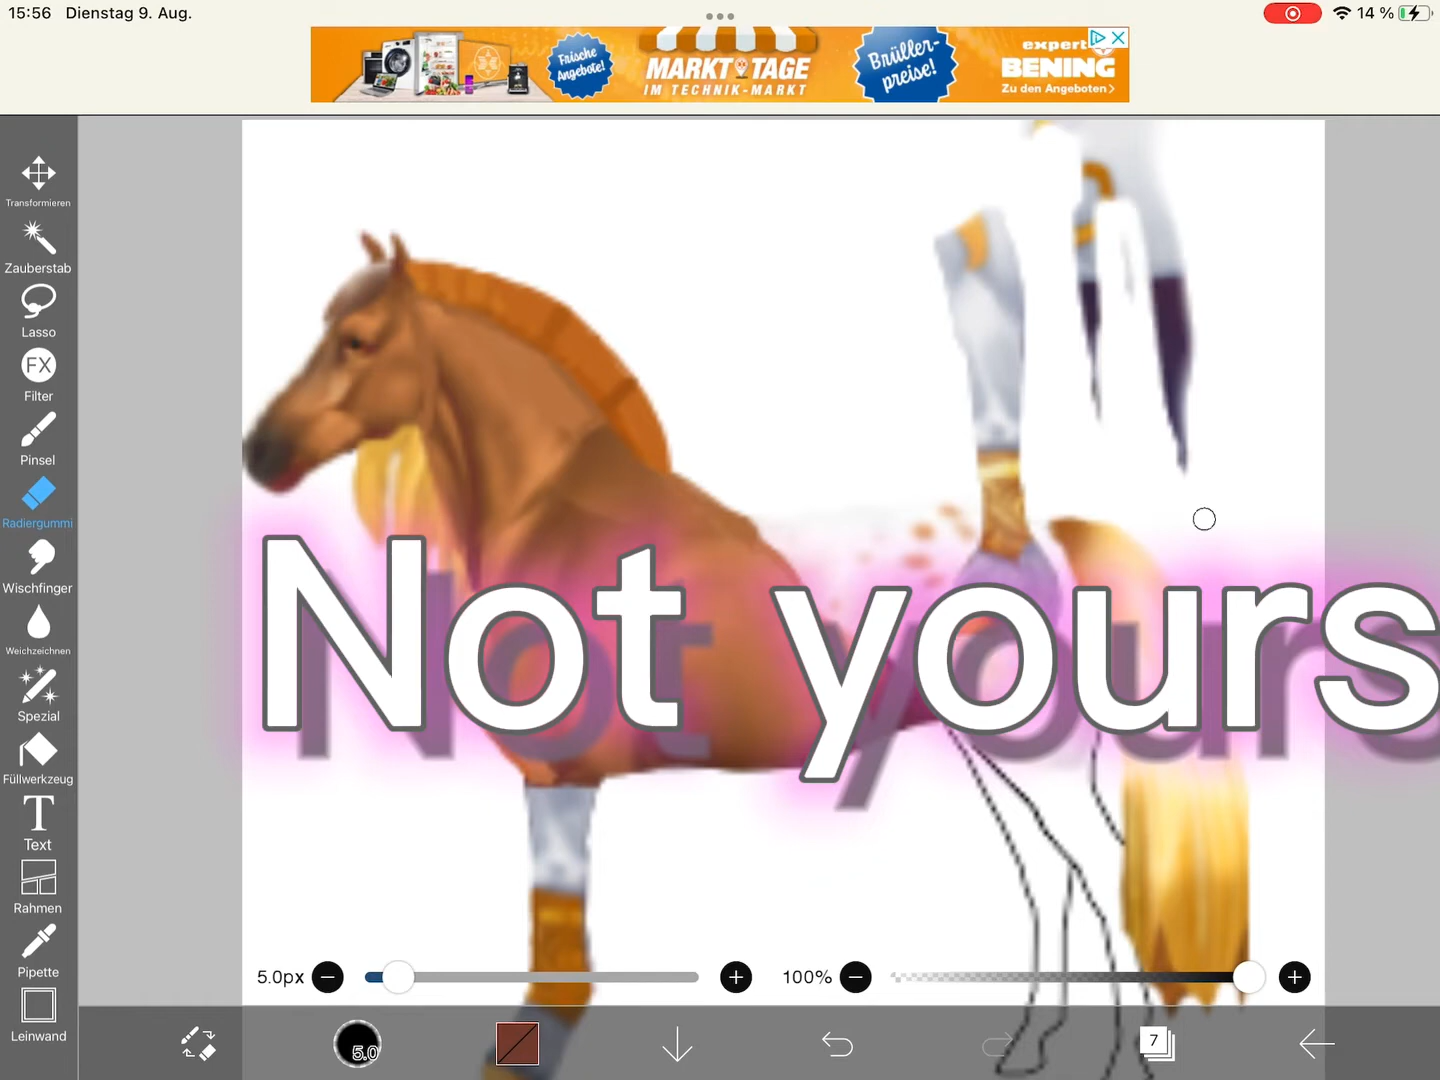 15:56 Dienstag 9. Aug.
14 %
Frische
Angebote!
MARKT TAGE
IM TECHNIK-MARKT
Brüller-
preise!
expert
BENING
Zu den Angeboten>
Transformieren
Zauberstab
Lasso
FX
Filter
Pinsel
Radiergummi
Wischfinger
Weichzeichnen
Spezial
Füllwerkzeug
T
Text
Rahmen
Pipette
Leinwand
Not yours
5.0px
100%
5.0
7